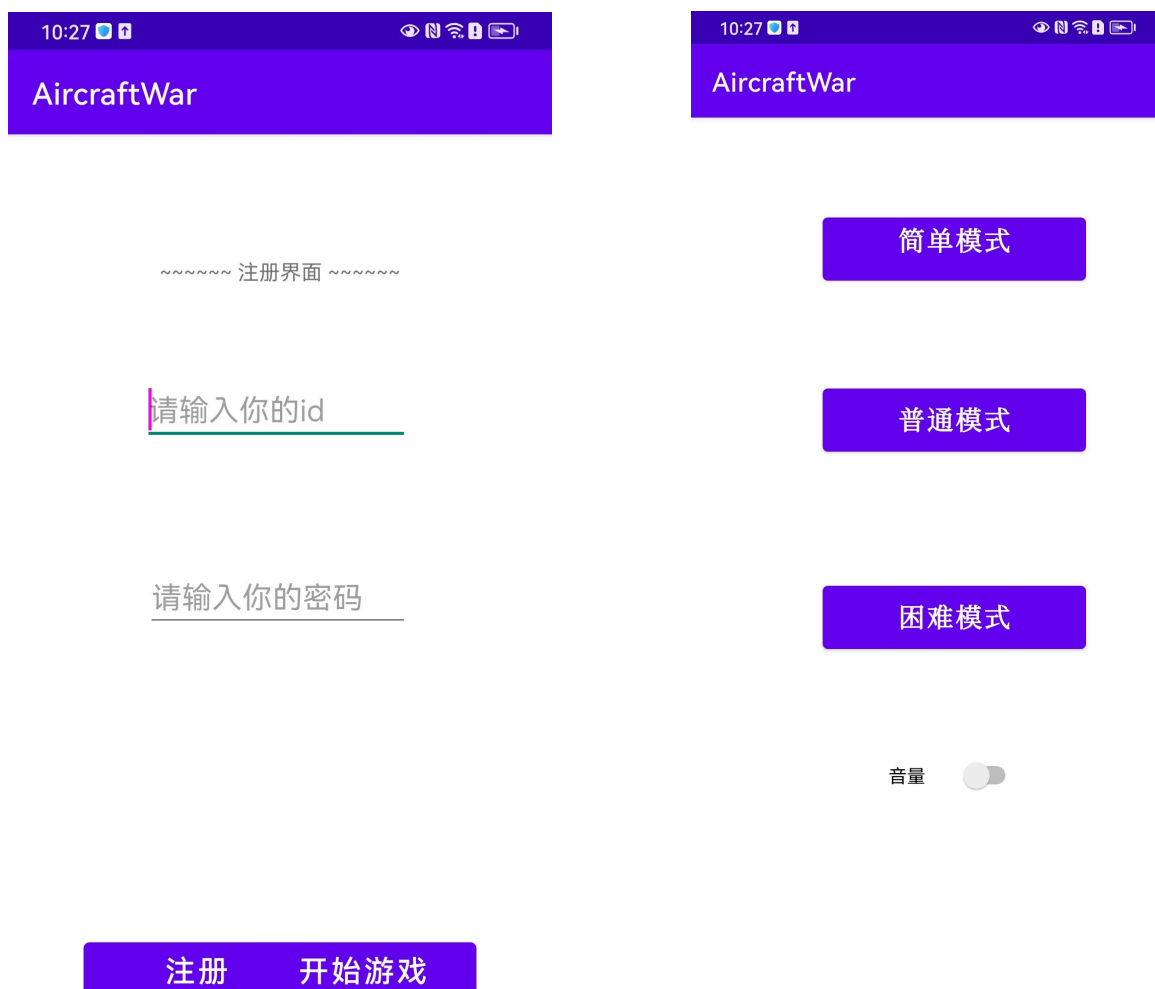 10:27
AircraftWar
~~~~~~ 注册界面 ~~~~~~
请输入你的id
请输入你的密码
注册 开始游戏
10:27
AircraftWar
简单模式
普通模式
困难模式
音量